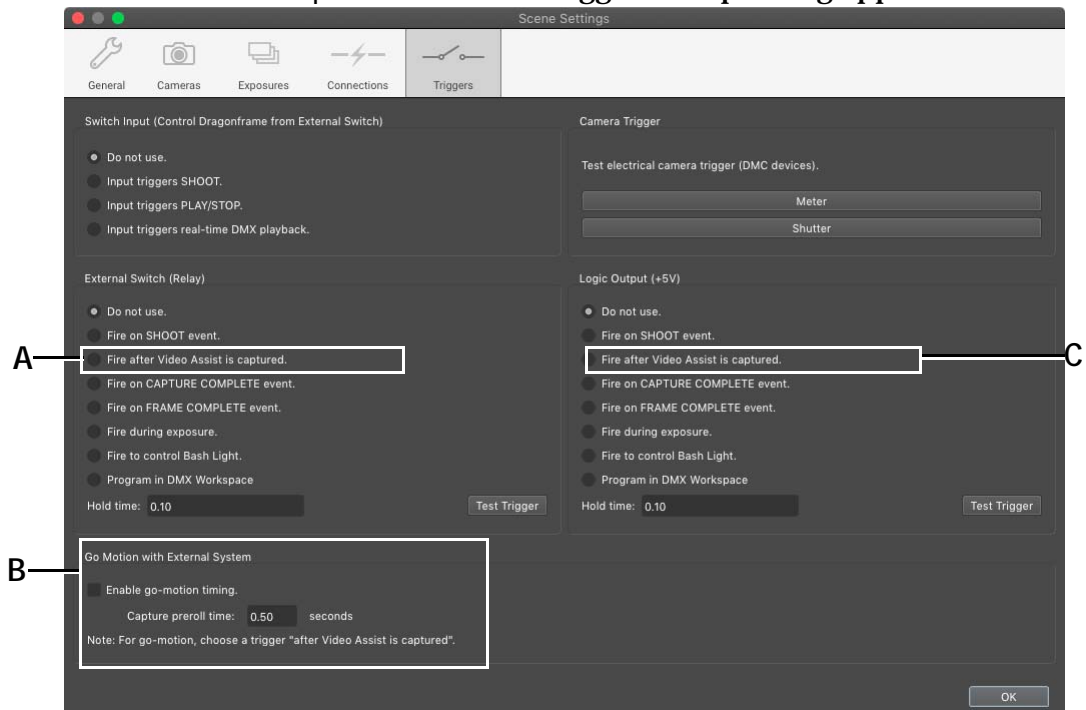 Scene Settings
General Cameras Exposures Connections Triggers
Switch Input (Control Dragonframe from External Switch)
Do not use.
Input triggers SHOOT.
Input triggers PLAY/STOP.
Input triggers real-time DMX playback.
Camera Trigger
Test electrical camera trigger (DMC devices).
Meter
Shutter
External Switch (Relay)
Do not use.
Fire on SHOOT event.
A
Fire after Video Assist is captured.
Fire on CAPTURE COMPLETE event.
Fire on FRAME COMPLETE event.
Fire during exposure.
Fire to control Bash Light.
Program in DMX Workspace
Hold time: 0.10 Test Trigger
Logic Output (+5V)
Do not use.
Fire on SHOOT event.
Fire after Video Assist is captured.
C
Fire on CAPTURE COMPLETE event.
Fire on FRAME COMPLETE event.
Fire during exposure.
Fire to control Bash Light.
Program in DMX Workspace
Hold time: 0.10 Test Trigger
B
Go Motion with External System
Enable go-motion timing.
Capture preroll time: 0.50 seconds
Note: For go-motion, choose a trigger "after Video Assist is captured".
OK